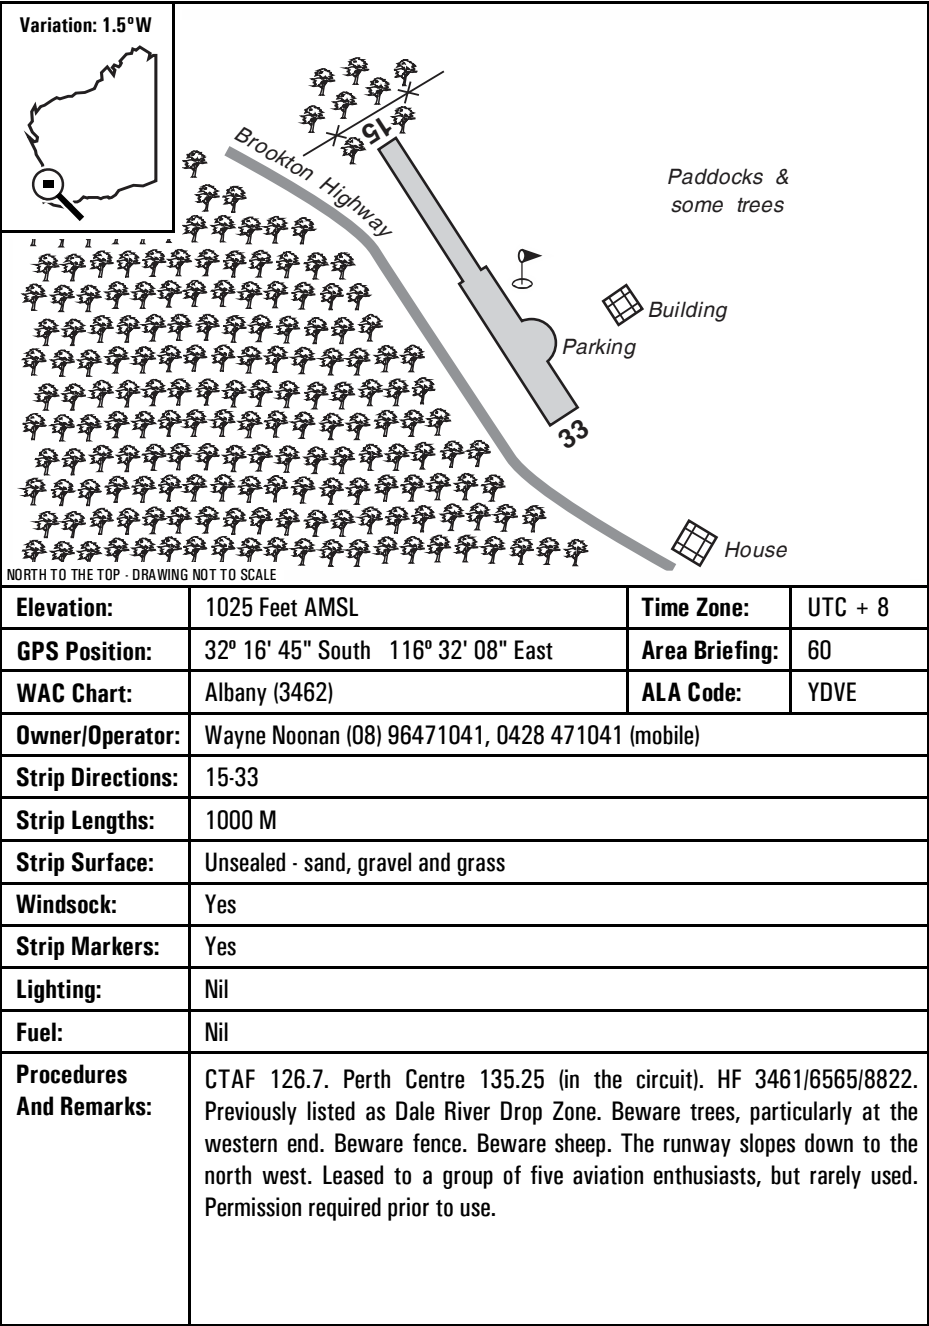 Variation: 1.5º W
15
Brookton Highway
Paddocks &
some trees
Building
Parking
33
House
NORTH TO THE TOP - DRAWING NOT TO SCALE
Elevation: 1025 Feet AMSL Time Zone: UTC + 8
GPS Position: 32º 16' 45" South 116º 32' 08" East Area Briefing: 60
WAC Chart: Albany (3462) ALA Code: YDVE
Owner/Operator: Wayne Noonan (08) 96471041, 0428 471041 (mobile)
Strip Directions: 15-33
Strip Lengths: 1000 M
Strip Surface: Unsealed - sand, gravel and grass
Windsock: Yes
Strip Markers: Yes
Lighting: Nil
Fuel: Nil
Procedures
And Remarks:
CTAF 126.7. Perth Centre 135.25 (in the circuit). HF 3461/6565/8822.
Previously listed as Dale River Drop Zone. Beware trees, particularly at the
western end. Beware fence. Beware sheep. The runway slopes down to the
north west. Leased to a group of five aviation enthusiasts, but rarely used.
Permission required prior to use.